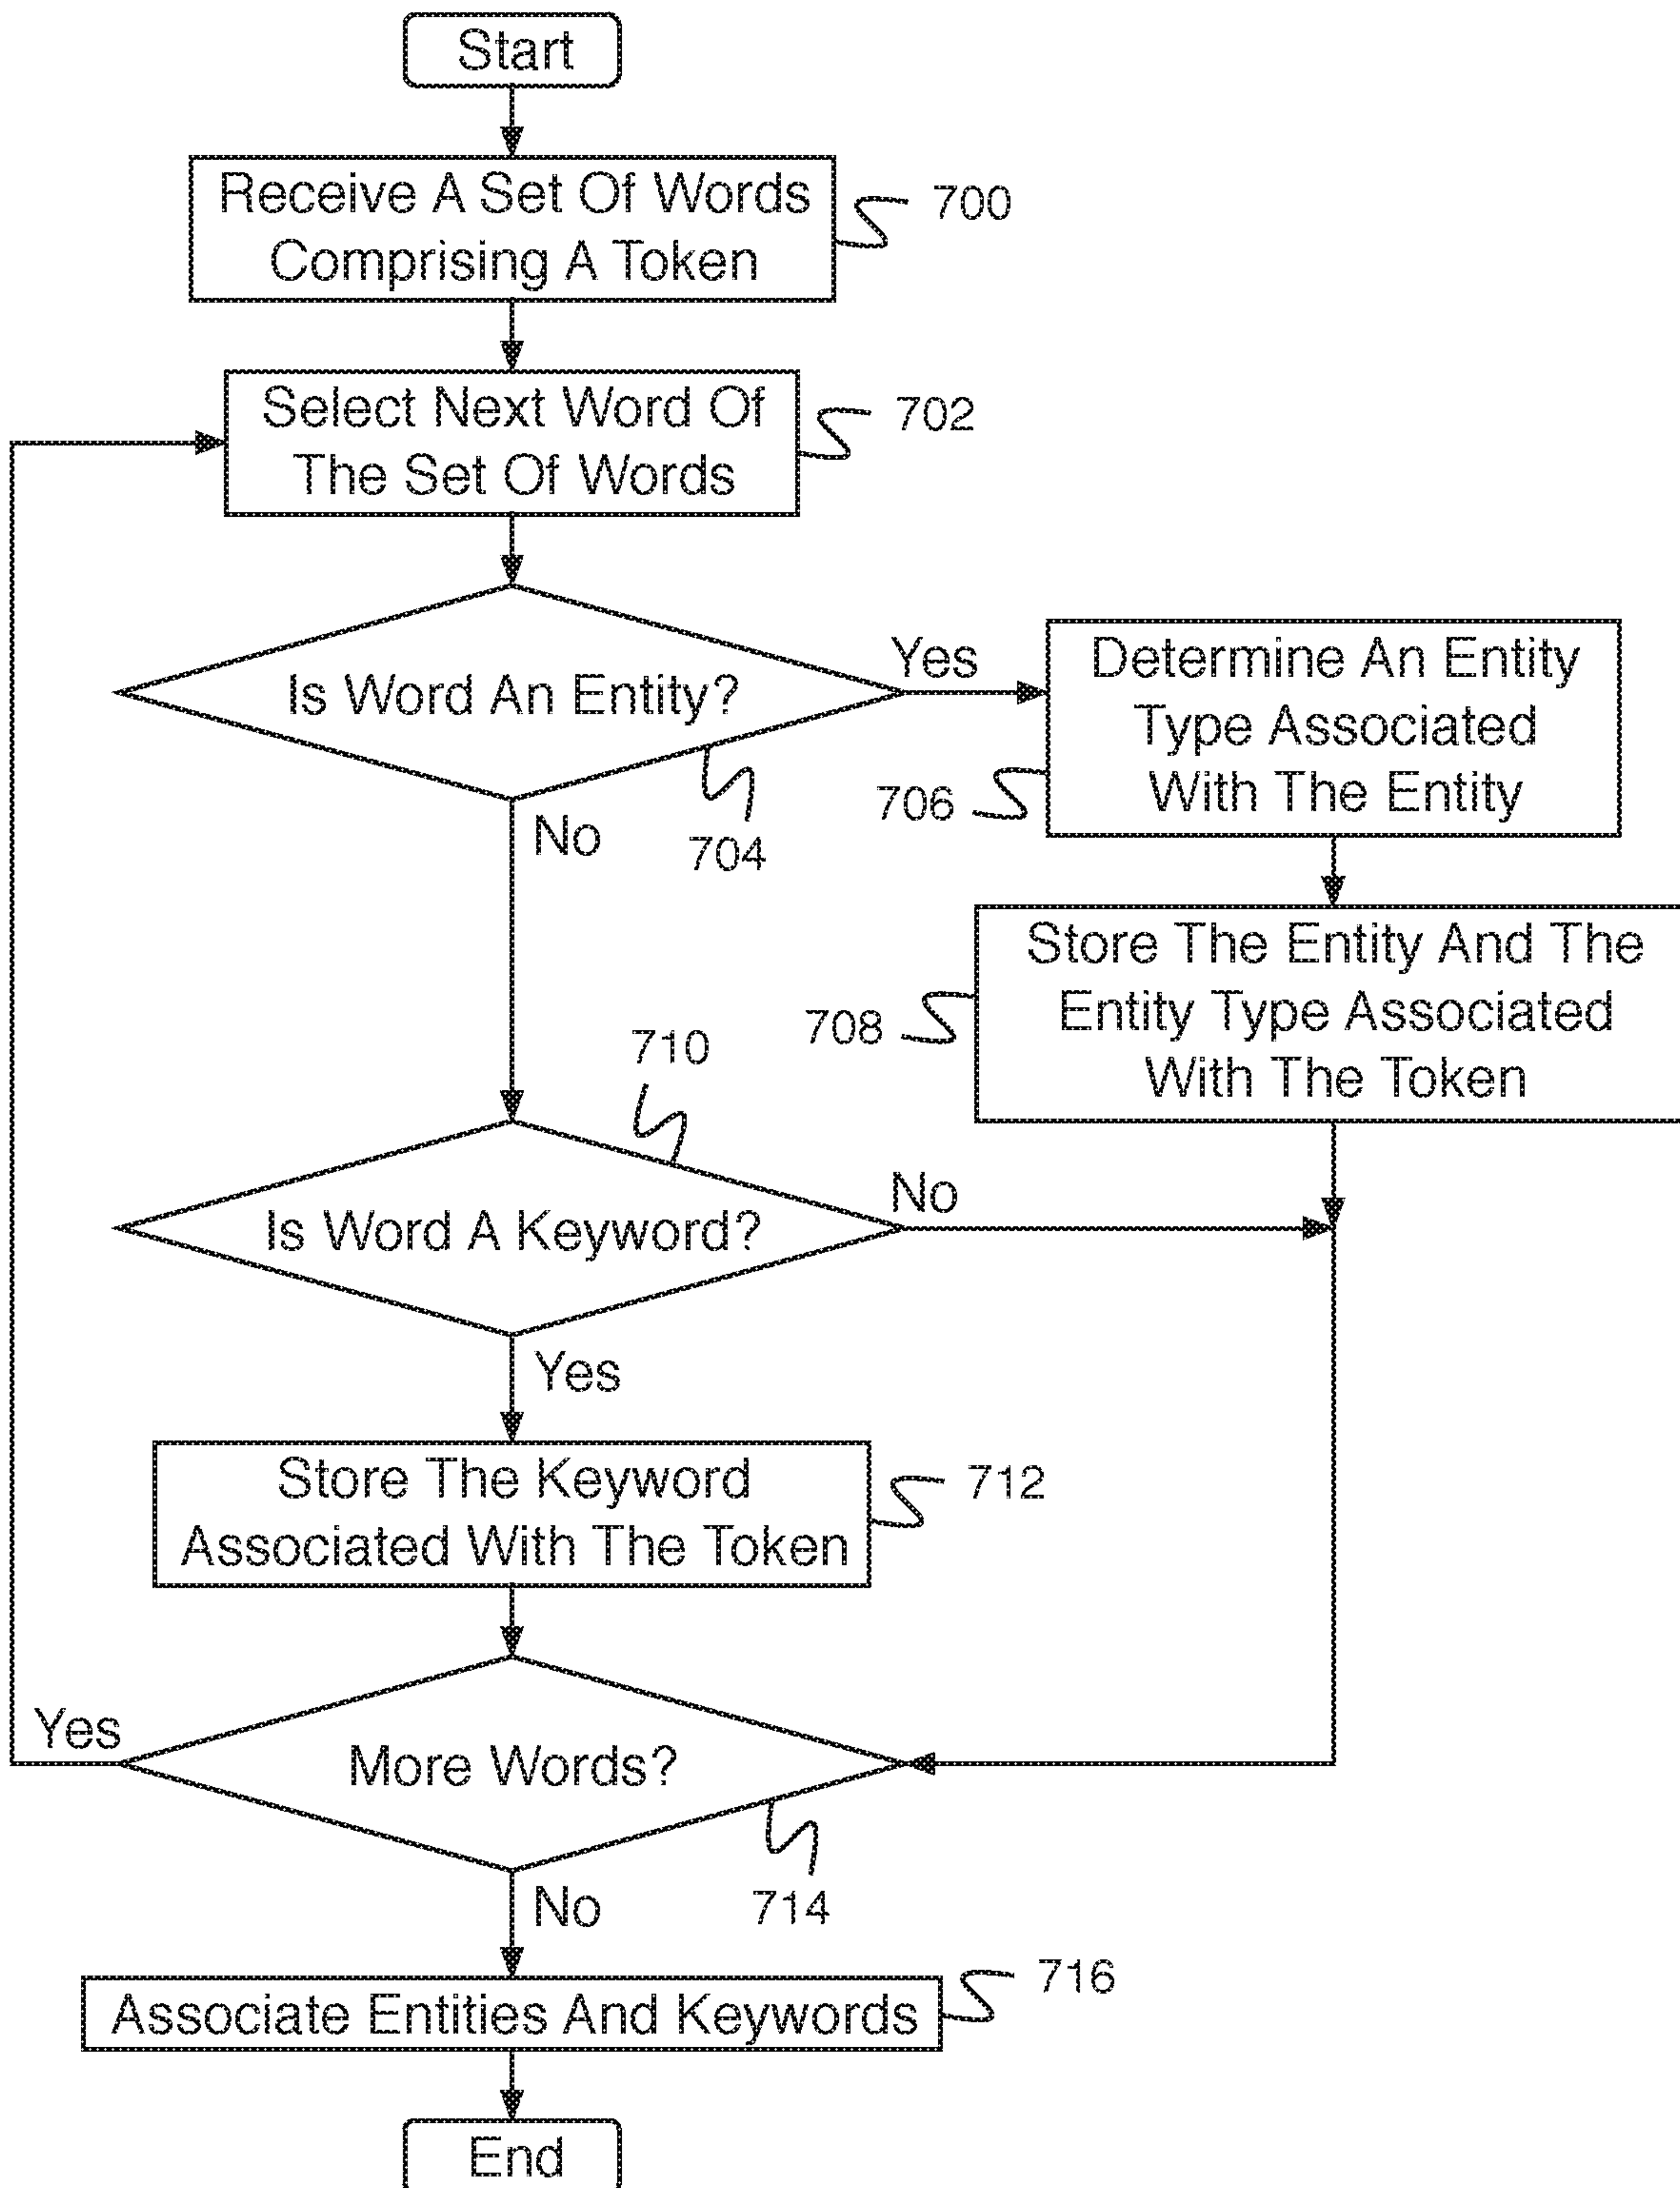 Start
Receive A Set Of Words
Comprising A Token
700
Select Next Word Of
The Set Of Words
702
Is Word An Entity?
704
Yes
No
Determine An Entity
Type Associated
With The Entity
706
Store The Entity And The
Entity Type Associated
With The Token
708
710
Is Word A Keyword?
No
Yes
Store The Keyword
Associated With The Token
712
More Words?
Yes
714
No
Associate Entities And Keywords
716
End